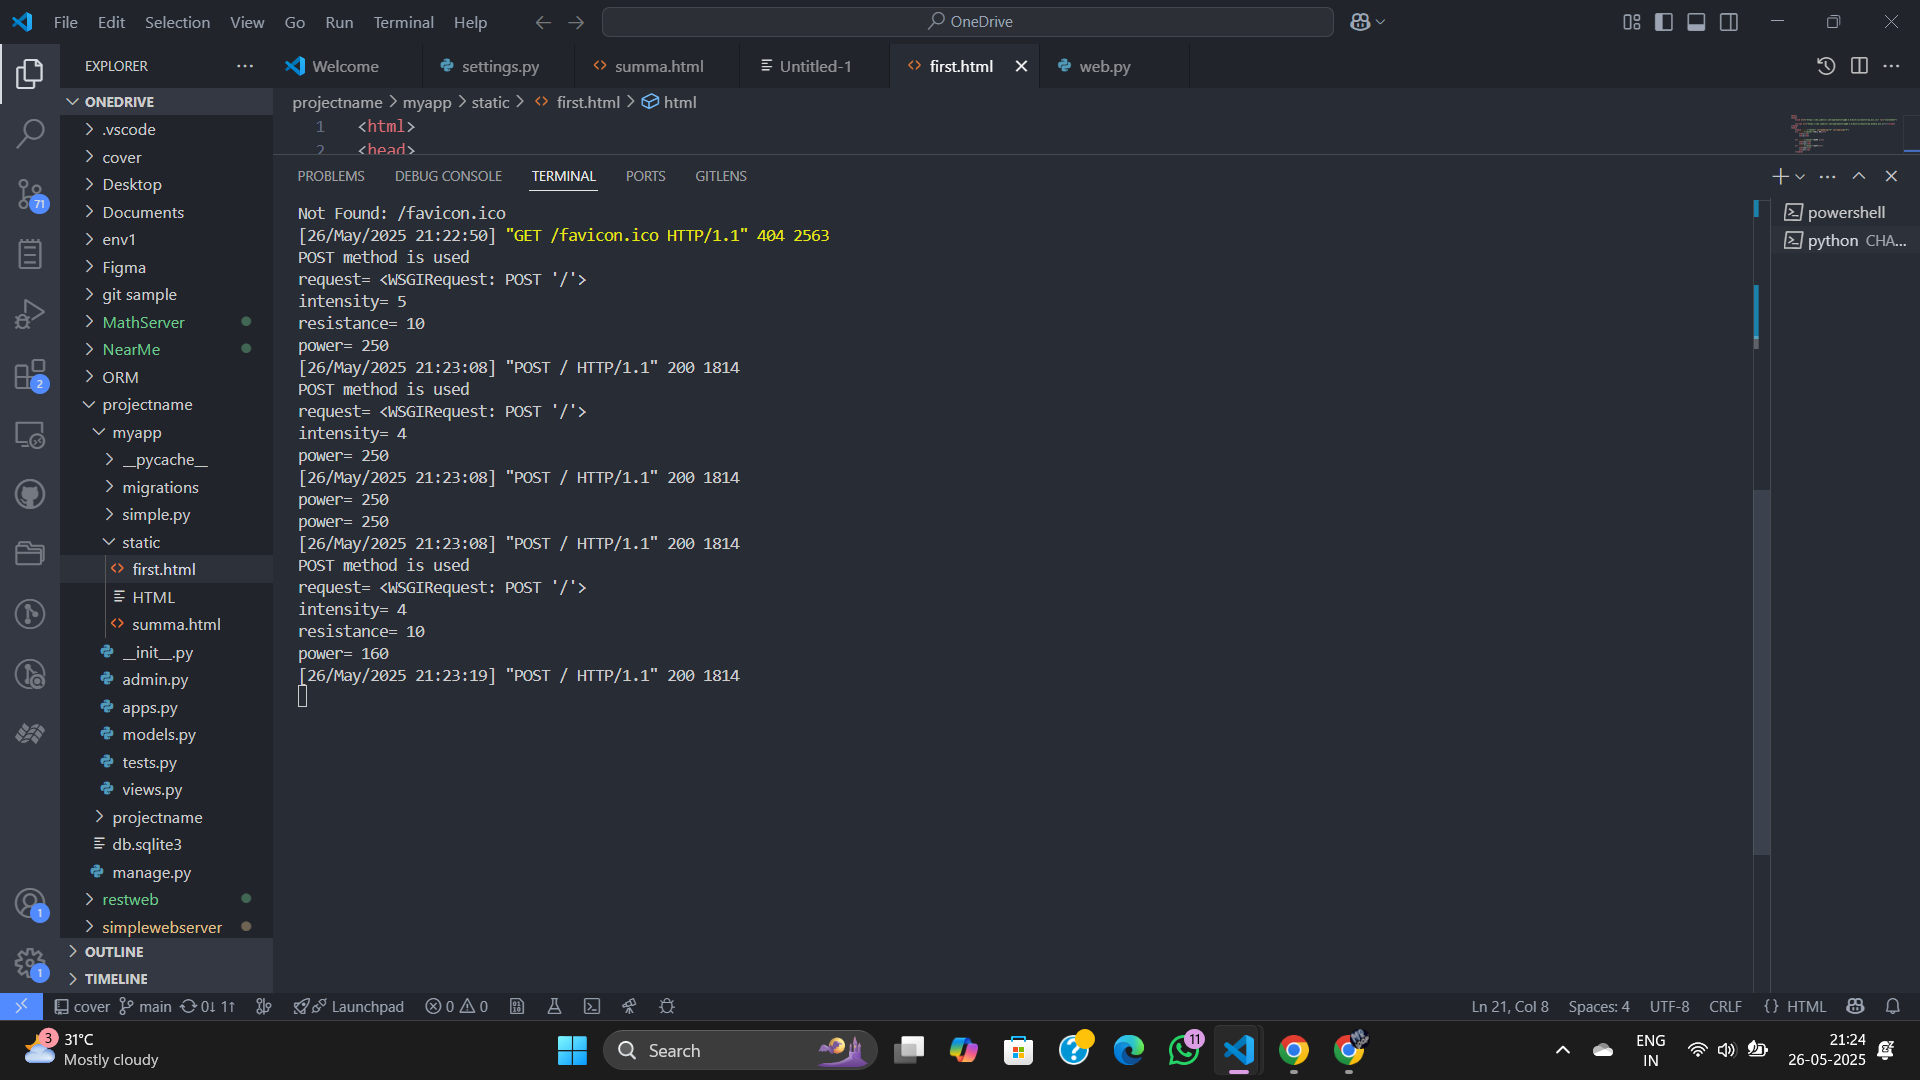 File Edit Selection View Go Run Terminal Help
OneDrive
EXPLORER
Welcome
settings.py
summa.html
Untitled-1
first.html
web.py
ONEDRIVE
projectname > myapp > static > first.html > html
1 <html>
2 <head>
.vscode
cover
Desktop
Documents
env1
Figma
git sample
MathServer
NearMe
ORM
projectname
myapp
__pycache__
migrations
simple.py
static
first.html
HTML
summa.html
__init__.py
admin.py
apps.py
models.py
tests.py
views.py
projectname
db.sqlite3
manage.py
restweb
simplewebserver
OUTLINE
TIMELINE
71
2
1
1
PROBLEMS DEBUG CONSOLE TERMINAL PORTS GITLENS
Not Found: /favicon.ico
[26/May/2025 21:22:50] "GET /favicon.ico HTTP/1.1" 404 2563
POST method is used
request= <WSGIRequest: POST '/'>
intensity= 5
resistance= 10
power= 250
[26/May/2025 21:23:08] "POST / HTTP/1.1" 200 1814
POST method is used
request= <WSGIRequest: POST '/'>
intensity= 4
power= 250
[26/May/2025 21:23:08] "POST / HTTP/1.1" 200 1814
power= 250
power= 250
[26/May/2025 21:23:08] "POST / HTTP/1.1" 200 1814
POST method is used
request= <WSGIRequest: POST '/'>
intensity= 4
resistance= 10
power= 160
[26/May/2025 21:23:19] "POST / HTTP/1.1" 200 1814
powershell
python CHA...
cover main 0↓ 1↑ Launchpad 0 0
Ln 21, Col 8 Spaces: 4 UTF-8 CRLF {} HTML
3
31°C
Mostly cloudy
Search
11
ENG
IN
21:24
26-05-2025